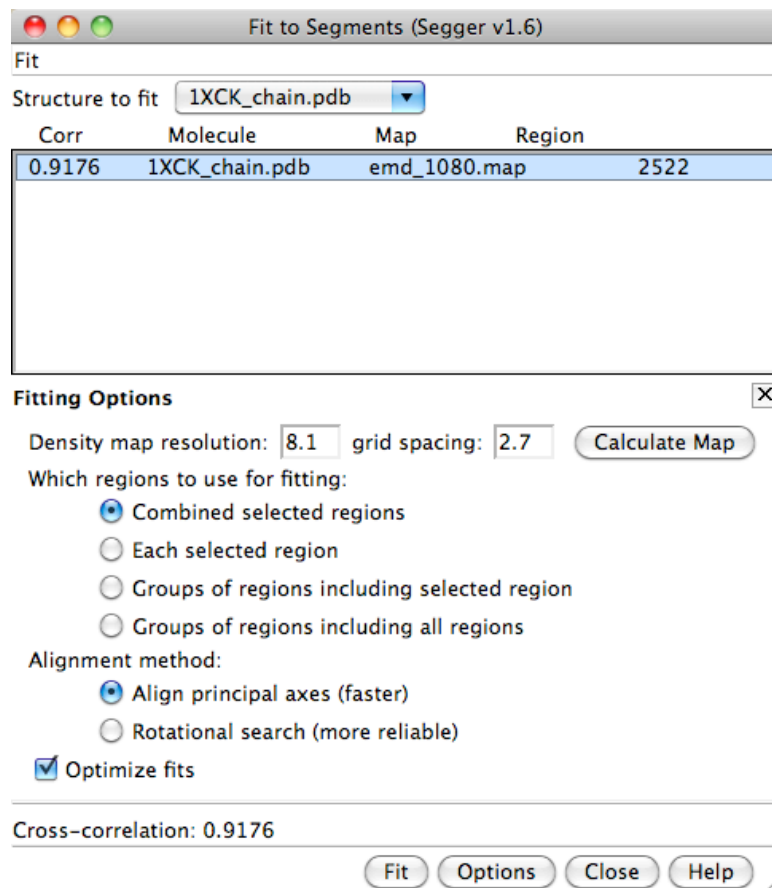 Fit to Segments (Segger v1.6)
Fit
Structure to fit 1XCK_chain.pdb
Corr Molecule Map Region
0.9176 1XCK_chain.pdb emd_1080.map 2522
Fitting Options
Density map resolution: 8.1 grid spacing: 2.7 Calculate Map
Which regions to use for fitting:
Combined selected regions
Each selected region
Groups of regions including selected region
Groups of regions including all regions
Alignment method:
Align principal axes (faster)
Rotational search (more reliable)
Optimize fits
Cross-correlation: 0.9176
Fit Options Close Help